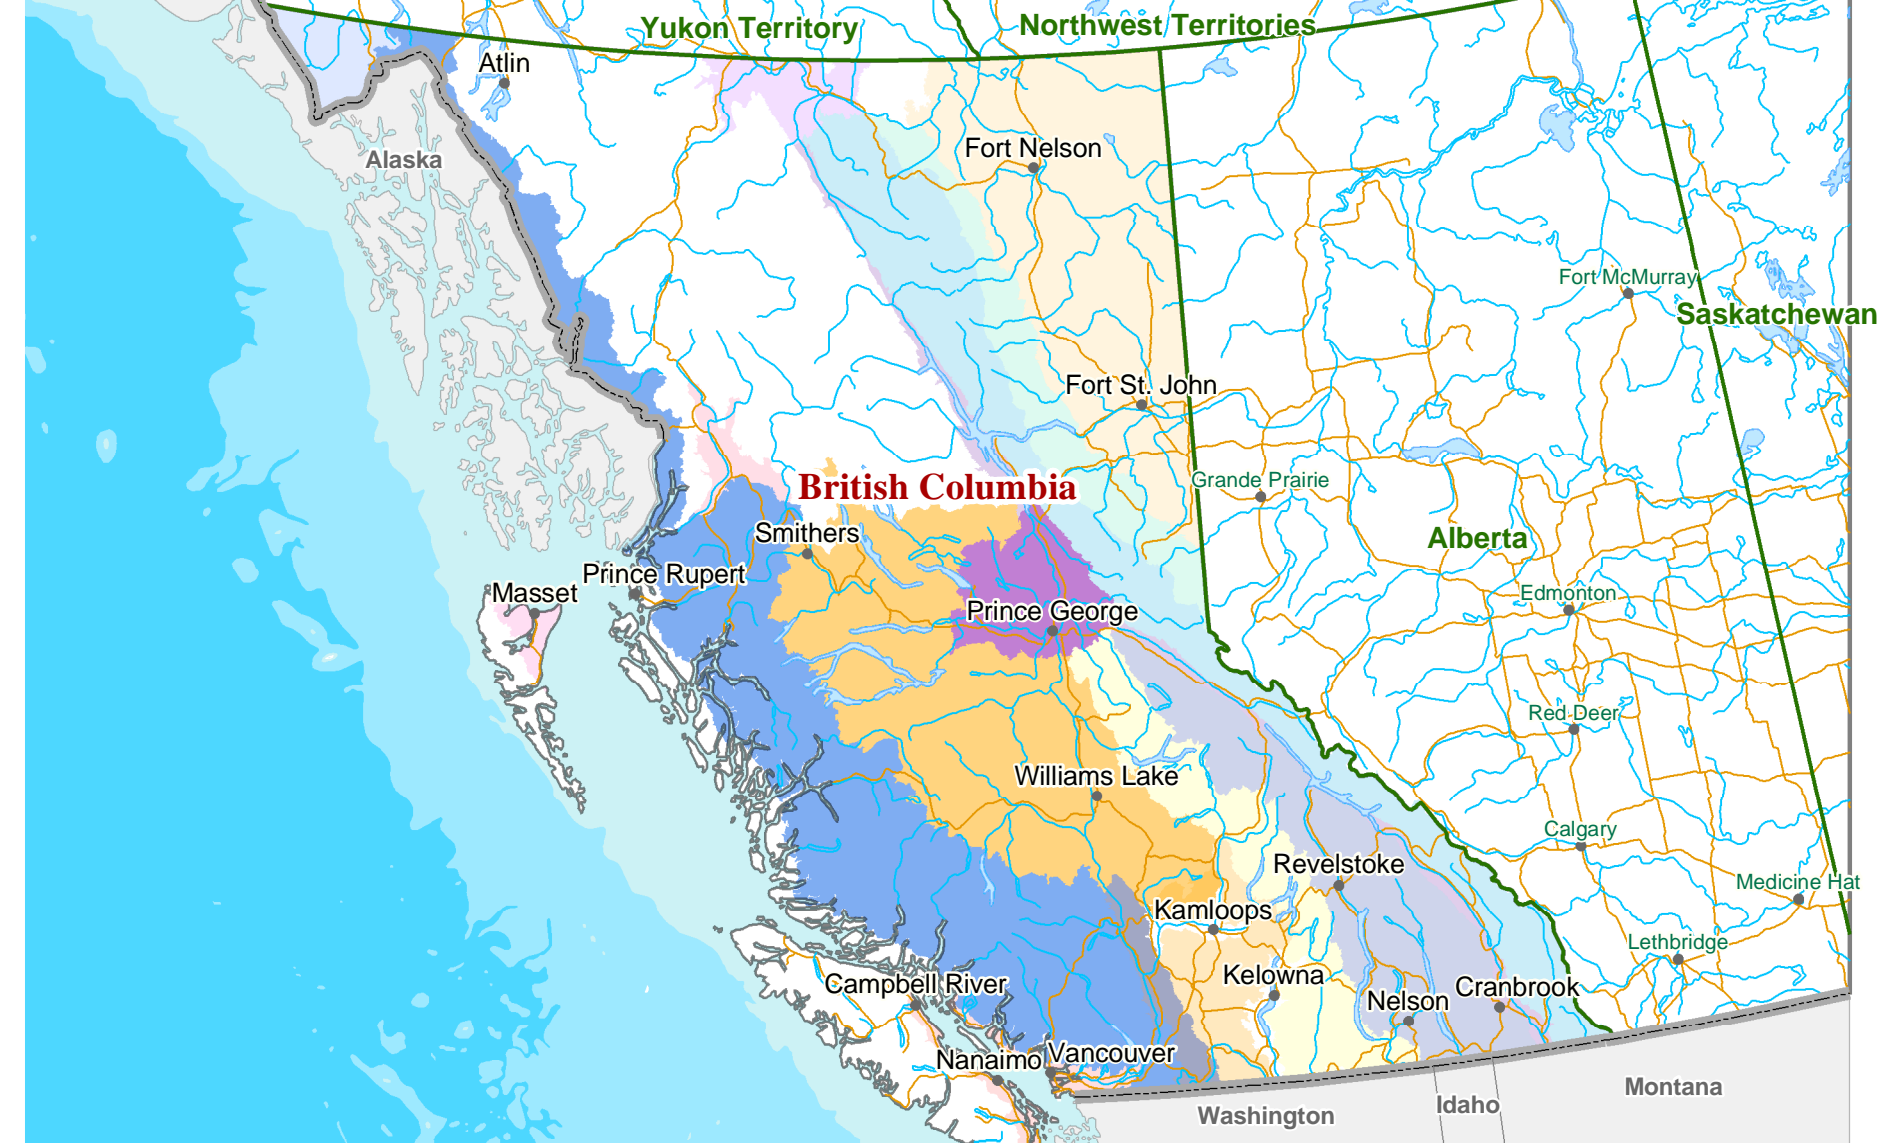 Yukon Territory
Northwest Territories
Atlin
Alaska
Fort Nelson
Fort McMurray
Saskatchewan
Fort St. John
Grande Prairie
British Columbia
Smithers
Alberta
Prince Rupert
Masset
Prince George
Edmonton
Red Deer
Williams Lake
Calgary
Revelstoke
Medicine Hat
Kamloops
Lethbridge
Campbell River
Kelowna
Nelson
Cranbrook
Nanaimo
Vancouver
Washington
Idaho
Montana